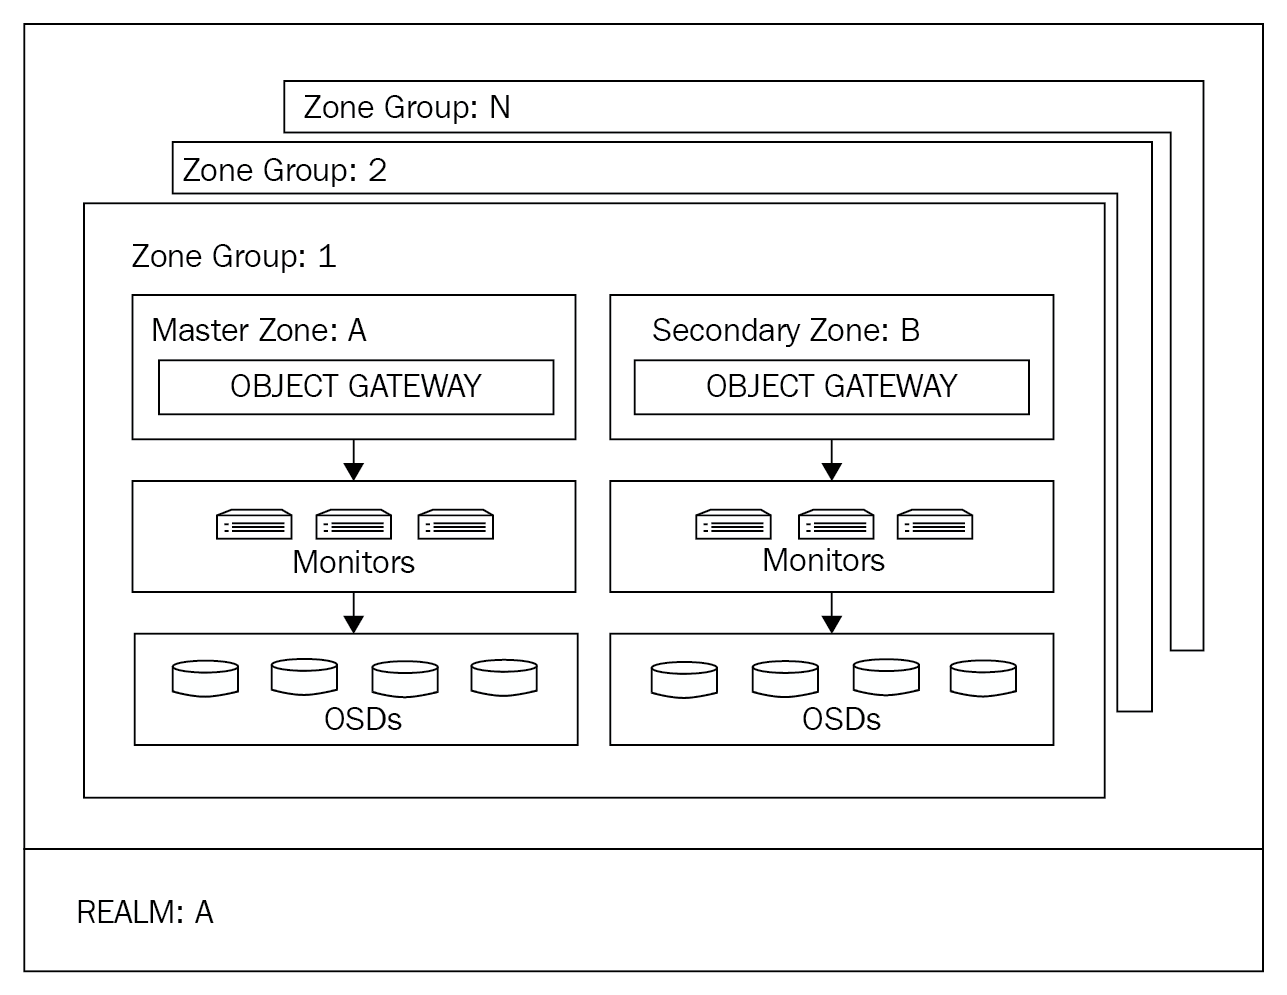 Zone Group: N
Zone Group: 2
Zone Group: 1
Master Zone: A
OBJECT GATEWAY
Monitors
OSDs
Secondary Zone: B
OBJECT GATEWAY
Monitors
OSDs
REALM: A